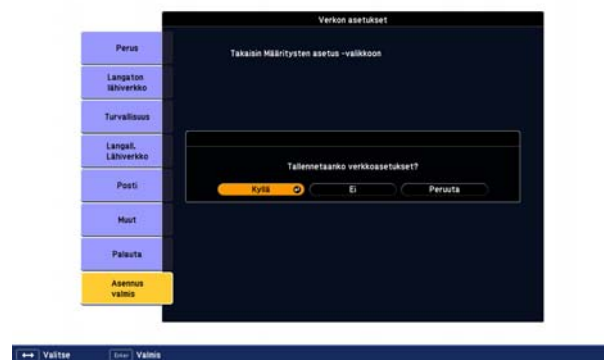 Verkon asetukset
Perus
Takaisin Määritysten asetus -valikkoon
Langaton
lähiverkko
Turvallisuus
Langall.
Lähiverkko
Tallennetaanko verkkoasetukset?
Posti
Kyllä
Ei
Peruuta
Muut
Palauta
Asennus
valmis
Valitse
Enter Valmis